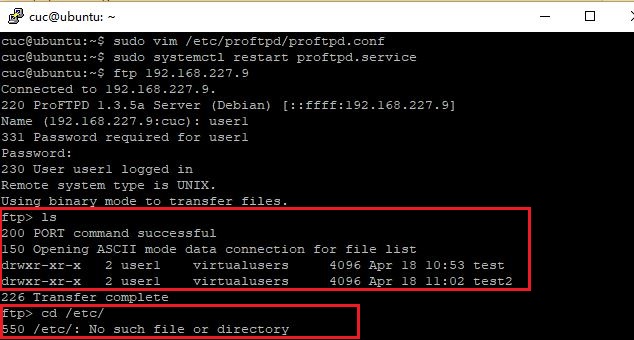 cuc@ubuntu: ~
cuc@ubuntu:~$ sudo vim /etc/proftpd/proftpd.conf
cuc@ubuntu:~$ sudo systemctl restart proftpd.service
cuc@ubuntu:~$ ftp 192.168.227.9
Connected to 192.168.227.9.
220 ProFTPD 1.3.5a Server (Debian) [::ffff:192.168.227.9]
Name (192.168.227.9:cuc): user1
331 Password required for user1
Password:
230 User user1 logged in
Remote system type is UNIX.
Using binary mode to transfer files.
ftp> ls
200 PORT command successful
150 Opening ASCII mode data connection for file list
drwxr-xr-x   2 user1    virtualusers     4096 Apr 18 10:53 test
drwxr-xr-x   2 user1    virtualusers     4096 Apr 18 11:02 test2
226 Transfer complete
ftp> cd /etc/
550 /etc/: No such file or directory